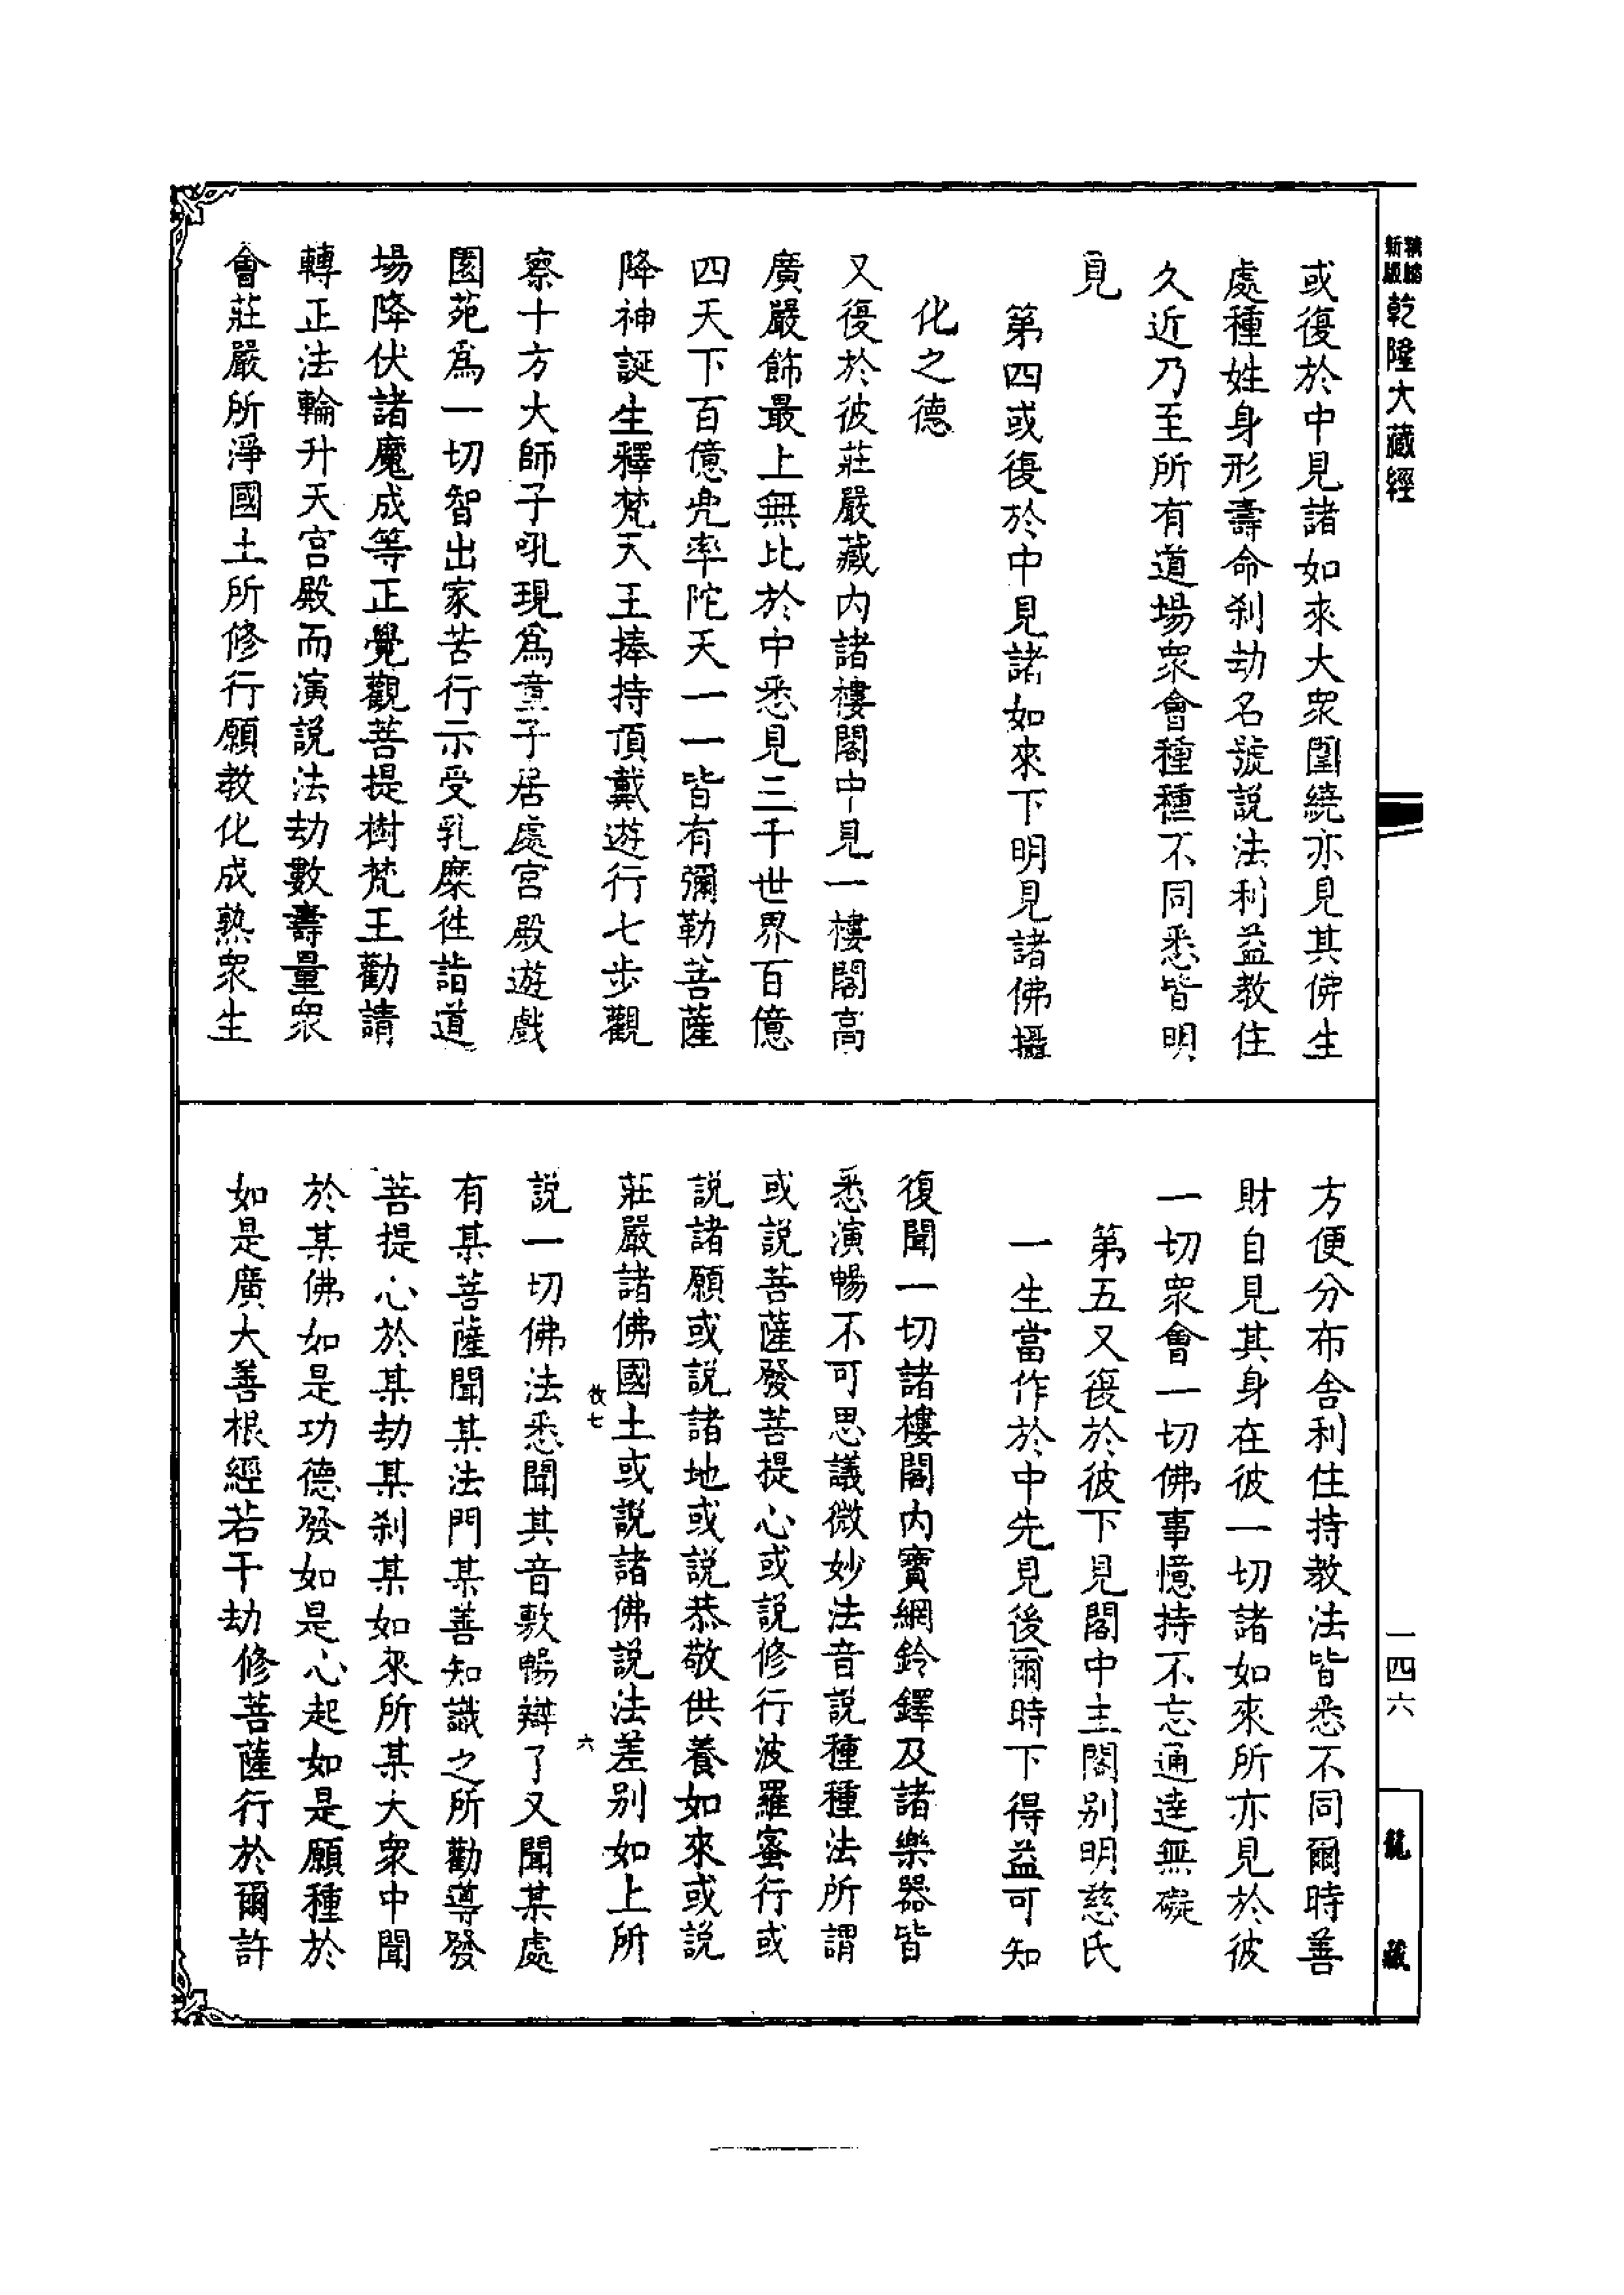 精縮新版
乾隆大藏經
一四六
龍藏
或復於中見諸如來大衆圍繞亦見其佛生
處種姓身形壽命剎劫名號説法利益教住
久近乃至所有道場衆會種種不同悉皆明
見
第四或復於中見諸如來下明見諸佛攝
化之德
又復於彼莊嚴藏内諸樓閣中見一樓閣高
廣嚴飾最上無比於中悉見三千世界百億
四天下百億兜率陀天一一皆有彌勒菩薩
降神誕生釋梵天王捧持頂戴遊行七步觀
察十方大師子吼現爲童子居處宫殿遊戲
園苑爲一切智出家苦行示受乳糜徃詣道
場降伏諸魔成等正覺觀菩提樹梵王勸請
轉正法輪升天宫殿而演説法劫數壽量衆
會莊嚴所淨國土所修行願教化成熟衆生
方便分布舍利住持教法皆悉不同爾時善
財自見其身在彼一切諸如來所亦見於彼
一切衆會一切佛事憶持不忘通達無礙
第五又復於彼下見閣中主閣别明慈氏
一生當作於中先見後爾時下得益可知
復聞一切諸樓閣内寳網鈴鐸及諸樂器皆
悉演暢不可思議微妙法音説種種法所謂
或説菩薩發菩提心或説修行波羅蜜行或
説諸願或説諸地或説恭敬供養如來或説
莊嚴諸佛國土或説諸佛説法差别如上所
七
六
説一切佛法悉聞其音敷暢辯了又聞某處
有某菩薩聞某法門某善知識之所勸導發
菩提心於某劫某剎某如來所某大衆中聞
於某佛如是功德發如是心起如是願種於
如是廣大善根經若干劫修菩薩行於爾許